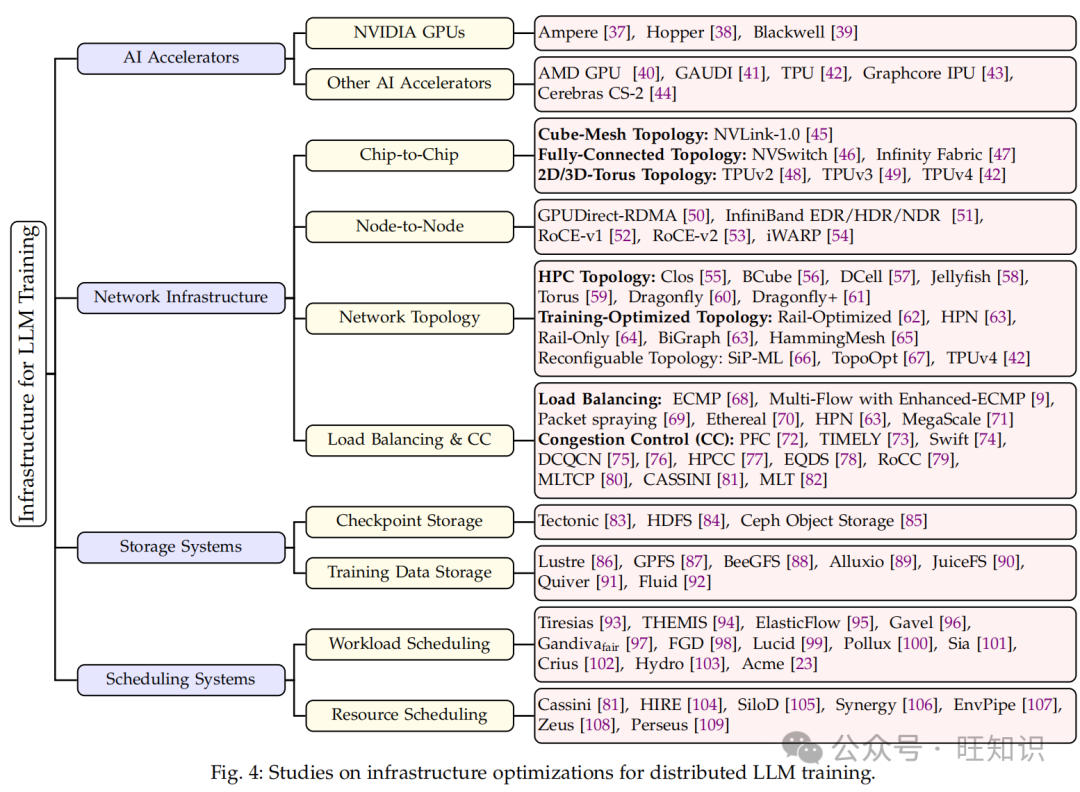 Infrastructure for LLM Training
AI Accelerators
NVIDIA GPUs
Ampere [37], Hopper [38], Blackwell [39]
Other AI Accelerators
AMD GPU [40], GAUDI [41], TPU [42], Graphcore IPU [43],
Cerebras CS-2 [44]
Network Infrastructure
Chip-to-Chip
Cube-Mesh Topology: NVLink-1.0 [45]
Fully-Connected Topology: NVSwitch [46], Infinity Fabric [47]
2D/3D-Torus Topology: TPUv2 [48], TPUv3 [49], TPUv4 [42]
Node-to-Node
GPUDirect-RDMA [50], InfiniBand EDR/HDR/NDR [51],
RoCE-v1 [52], RoCE-v2 [53], iWARP [54]
Network Topology
HPC Topology: Clos [55], BCube [56], DCell [57], Jellyfish [58],
Torus [59], Dragonfly [60], Dragonfly+ [61]
Training-Optimized Topology: Rail-Optimized [62], HPN [63],
Rail-Only [64], BiGraph [63], HammingMesh [65]
Reconfiguable Topology: SiP-ML [66], TopoOpt [67], TPUv4 [42]
Load Balancing & CC
Load Balancing: ECMP [68], Multi-Flow with Enhanced-ECMP [9],
Packet spraying [69], Ethereal [70], HPN [63], MegaScale [71]
Congestion Control (CC): PFC [72], TIMELY [73], Swift [74],
DCQCN [75], [76], HPCC [77], EQDS [78], RoCC [79],
MLTCP [80], CASSINI [81], MLT [82]
Storage Systems
Checkpoint Storage
Tectonic [83], HDFS [84], Ceph Object Storage [85]
Training Data Storage
Lustre [86], GPFS [87], BeeGFS [88], Alluxio [89], JuiceFS [90],
Quiver [91], Fluid [92]
Scheduling Systems
Workload Scheduling
Tiresias [93], THEMIS [94], ElasticFlow [95], Gavel [96],
Gandivafair [97], FGD [98], Lucid [99], Pollux [100], Sia [101],
Crius [102], Hydro [103], Acme [23]
Resource Scheduling
Cassini [81], HIRE [104], SiloD [105], Synergy [106], EnvPipe [107],
Zeus [108], Perseus [109]
公众号 · 旺知识
Fig. 4: Studies on infrastructure optimizations for distributed LLM training.